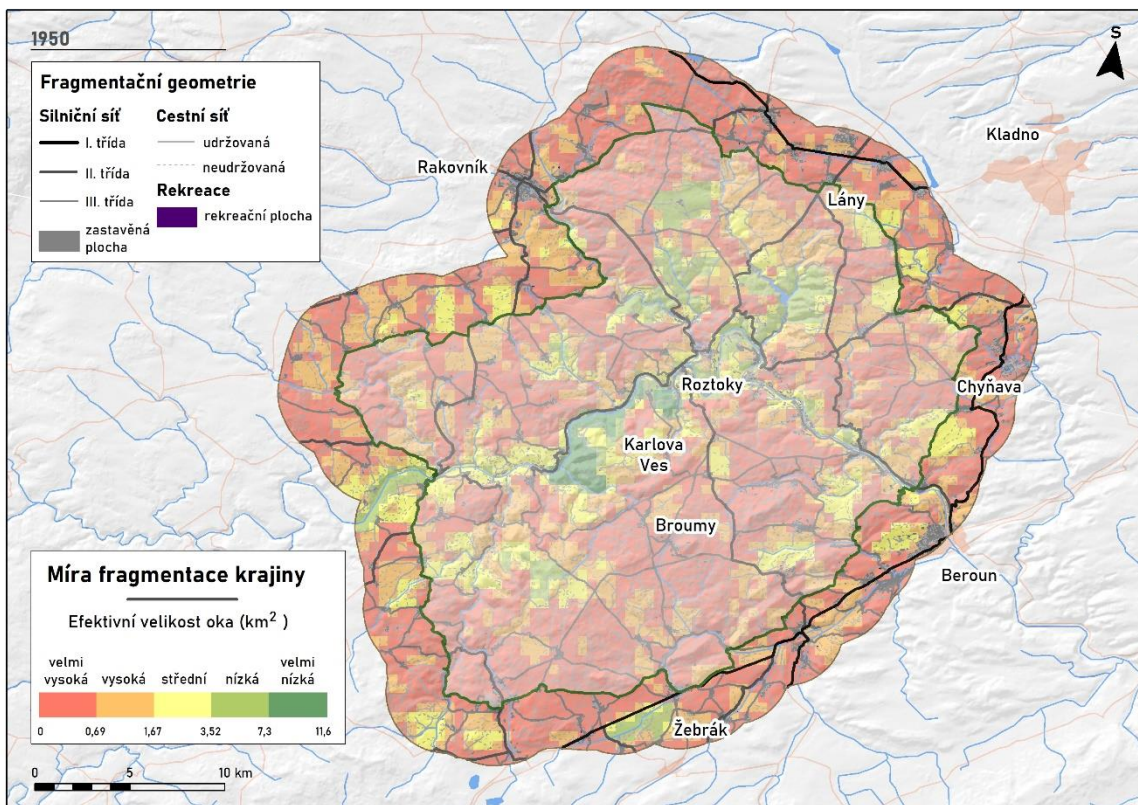 1950
Fragmentační geometrie
Silniční síť
I. třída
II. třída
III. třída
zastavěná
plocha
Cestní síť
udržovaná
neudržovaná
Rekreace
rekreační plocha
S
Kladno
Rakovník
Lány
Chyňava
Roztoky
Karlova
Ves
Broumy
Beroun
Žebrák
Míra fragmentace krajiny
Efektivní velikost oka (km² )
velmi
vysoká
vysoká
střední
nízká
velmi
nízká
0 0,69 1,67 3,52 7,3 11,6
0 5 10 km